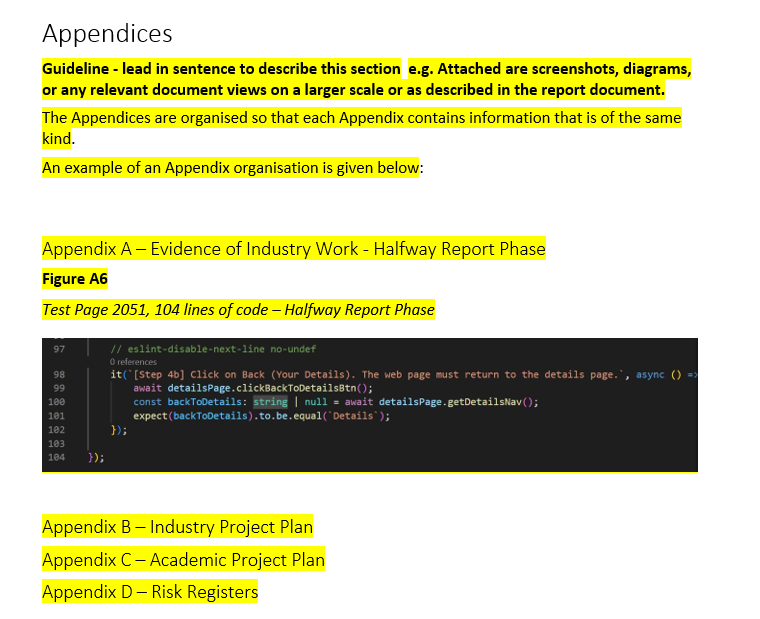 Appendices
Guideline - lead in sentence to describe this section  e.g. Attached are screenshots, diagrams,
or any relevant document views on a larger scale or as described in the report document.
The Appendices are organised so that each Appendix contains information that is of the same
kind.
An example of an Appendix organisation is given below:
Appendix A – Evidence of Industry Work - Halfway Report Phase
Figure A6
Test Page 2051, 104 lines of code – Halfway Report Phase
97 // eslint-disable-next-line no-undef
0 references
98 it(`[Step 4b] Click on Back (Your Details). The web page must return to the details page.`, async () =>
99 await detailsPage.clickBackToDetailsBtn();
100 const backToDetails: string | null = await detailsPage.getDetailsNav();
101 expect(backToDetails).to.be.equal(`Details`);
102 });
103
104 });
Appendix B – Industry Project Plan
Appendix C – Academic Project Plan
Appendix D – Risk Registers